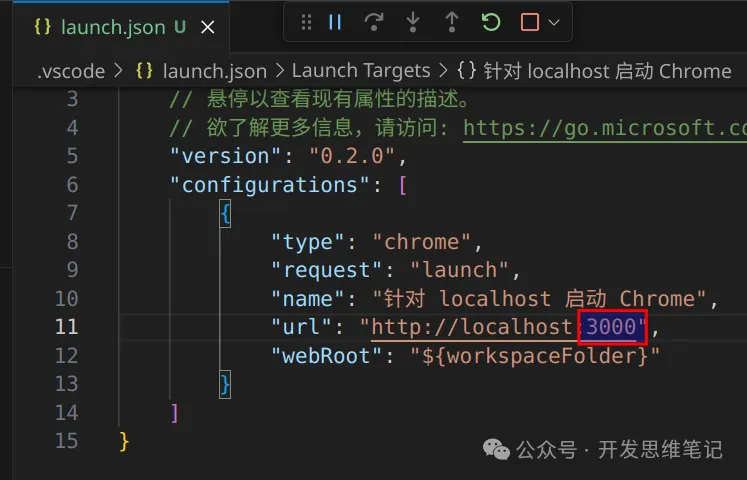 {} launch.json U ×
.vscode > {} launch.json > Launch Targets > {} 针对 localhost 启动 Chrome
3 // 悬停以查看现有属性的描述。
4 // 欲了解更多信息，请访问: https://go.microsoft.co
5 "version": "0.2.0",
6 "configurations": [
7 {
8 "type": "chrome",
9 "request": "launch",
10 "name": "针对 localhost 启动 Chrome",
11 "url": "http://localhost:3000",
12 "webRoot": "${workspaceFolder}"
13 }
14 ]
15 }
公众号 · 开发思维笔记